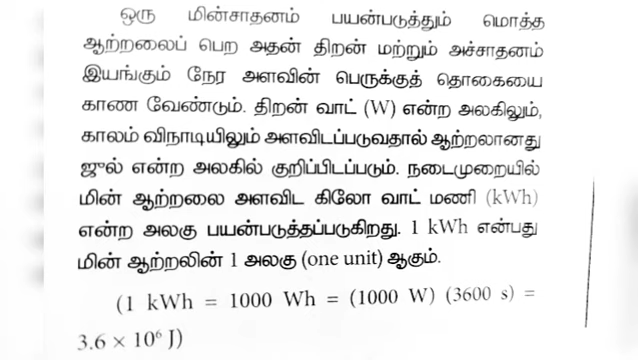 ஒரு மின்சாதனம் பயன்படுத்தும் மொத்த
ஆற்றலைப் பெற அதன் திறன் மற்றும் அச்சாதனம்
இயங்கும் நேர அளவின் பெருக்குத் தொகையை
காண வேண்டும். திறன் வாட் (W) என்ற அலகிலும்,
காலம் விநாடியிலும் அளவிடப்படுவதால் ஆற்றலானது
ஜுல் என்ற அலகில் குறிப்பிடப்படும். நடைமுறையில்
மின் ஆற்றலை அளவிட கிலோ வாட் மணி (kWh)
என்ற அலகு பயன்படுத்தப்படுகிறது. 1 kWh என்பது
மின் ஆற்றலின் 1 அலகு (one unit) ஆகும்.
(1 kWh = 1000 Wh = (1000 W) (3600 s) =
3.6 × 10⁶ J)